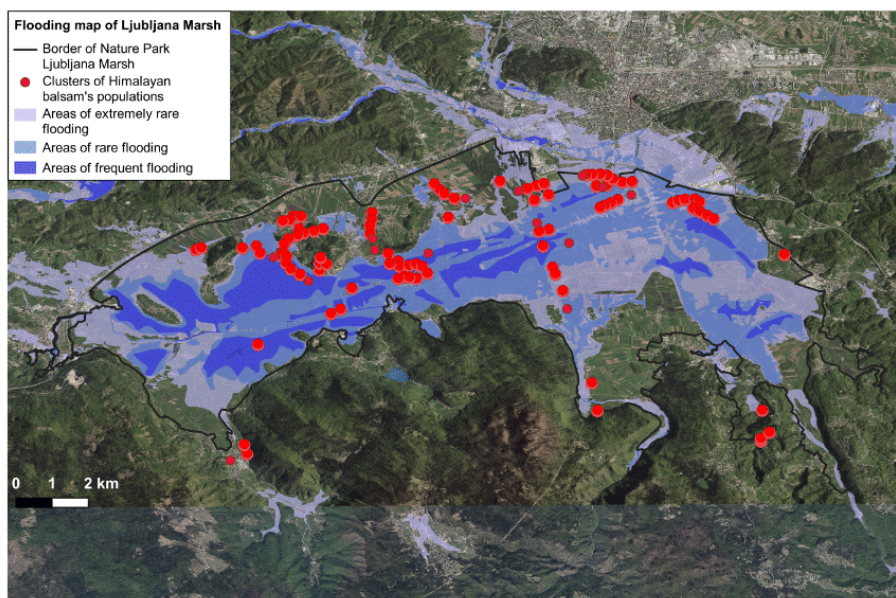 Flooding map of Ljubljana Marsh
Border of Nature Park
Ljubljana Marsh
Clusters of Himalayan
balsam's populations
Areas of extremely rare
flooding
Areas of rare flooding
Areas of frequent flooding
0 1 2 km